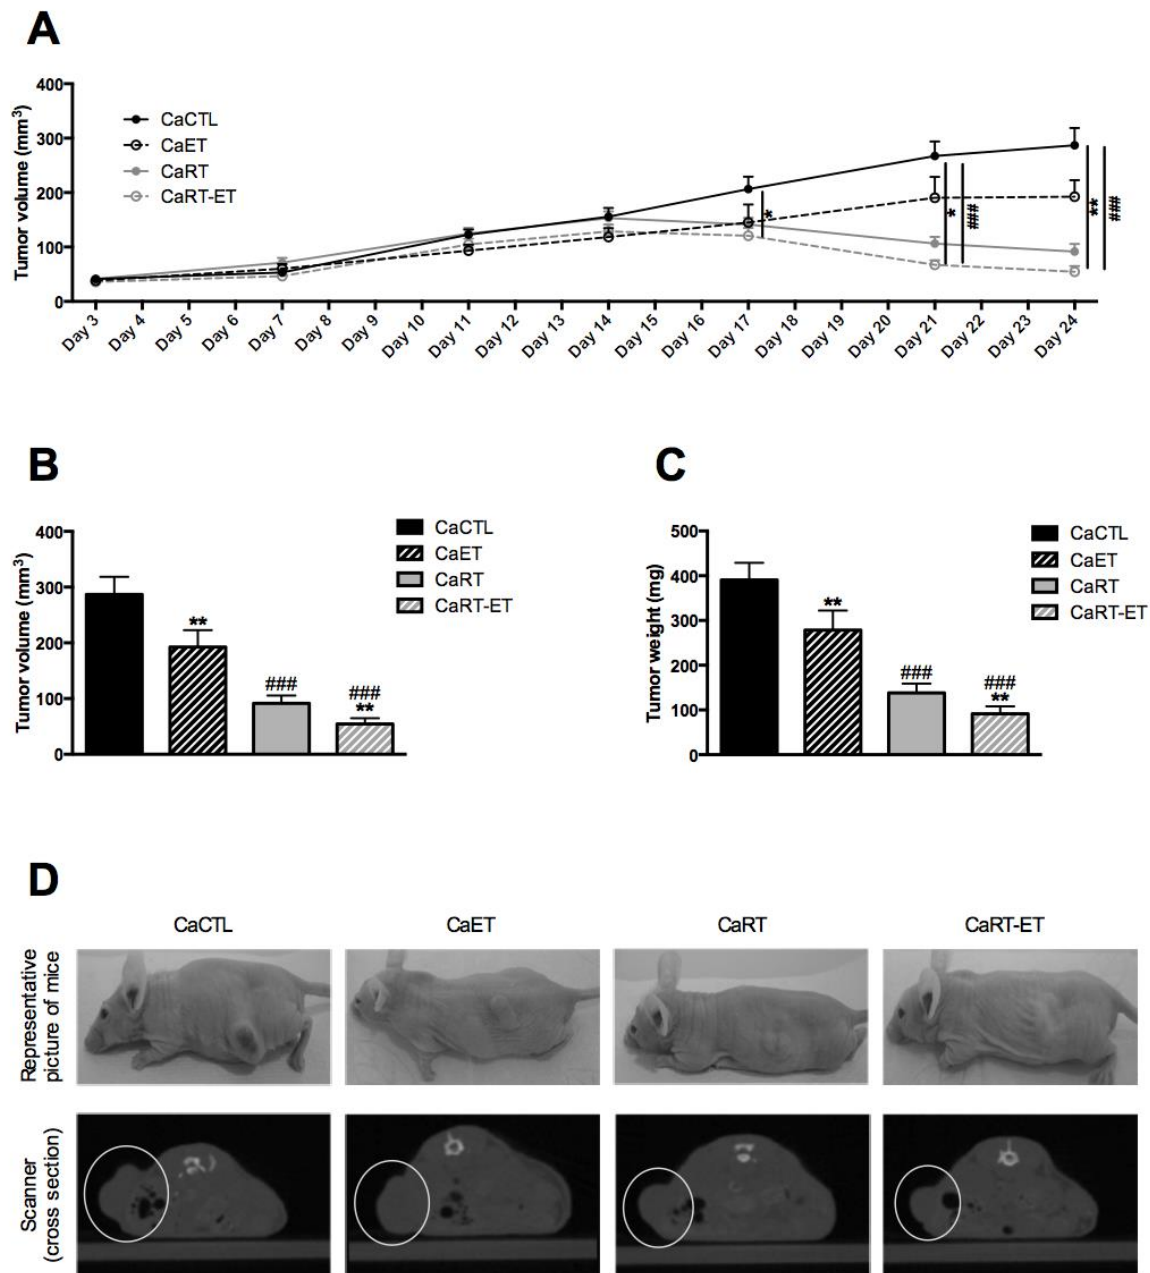 A
Tumor volume (mm3)
400
300
200
100
0
CaCTL
CaET
CaRT
CaRT-ET
*
*
###
**
###
Day 3
Day 4
Day 5
Day 6
Day 7
Day 8
Day 9
Day 10
Day 11
Day 12
Day 13
Day 14
Day 15
Day 16
Day 17
Day 18
Day 19
Day 20
Day 21
Day 22
Day 23
Day 24
B
Tumor volume (mm3)
400
300
200
100
0
**
###
###
**
CaCTL
CaET
CaRT
CaRT-ET
C
Tumor weight (mg)
500
400
300
200
100
0
**
###
###
**
CaCTL
CaET
CaRT
CaRT-ET
D
CaCTL
CaET
CaRT
CaRT-ET
Representative
picture of mice
Scanner
(cross section)